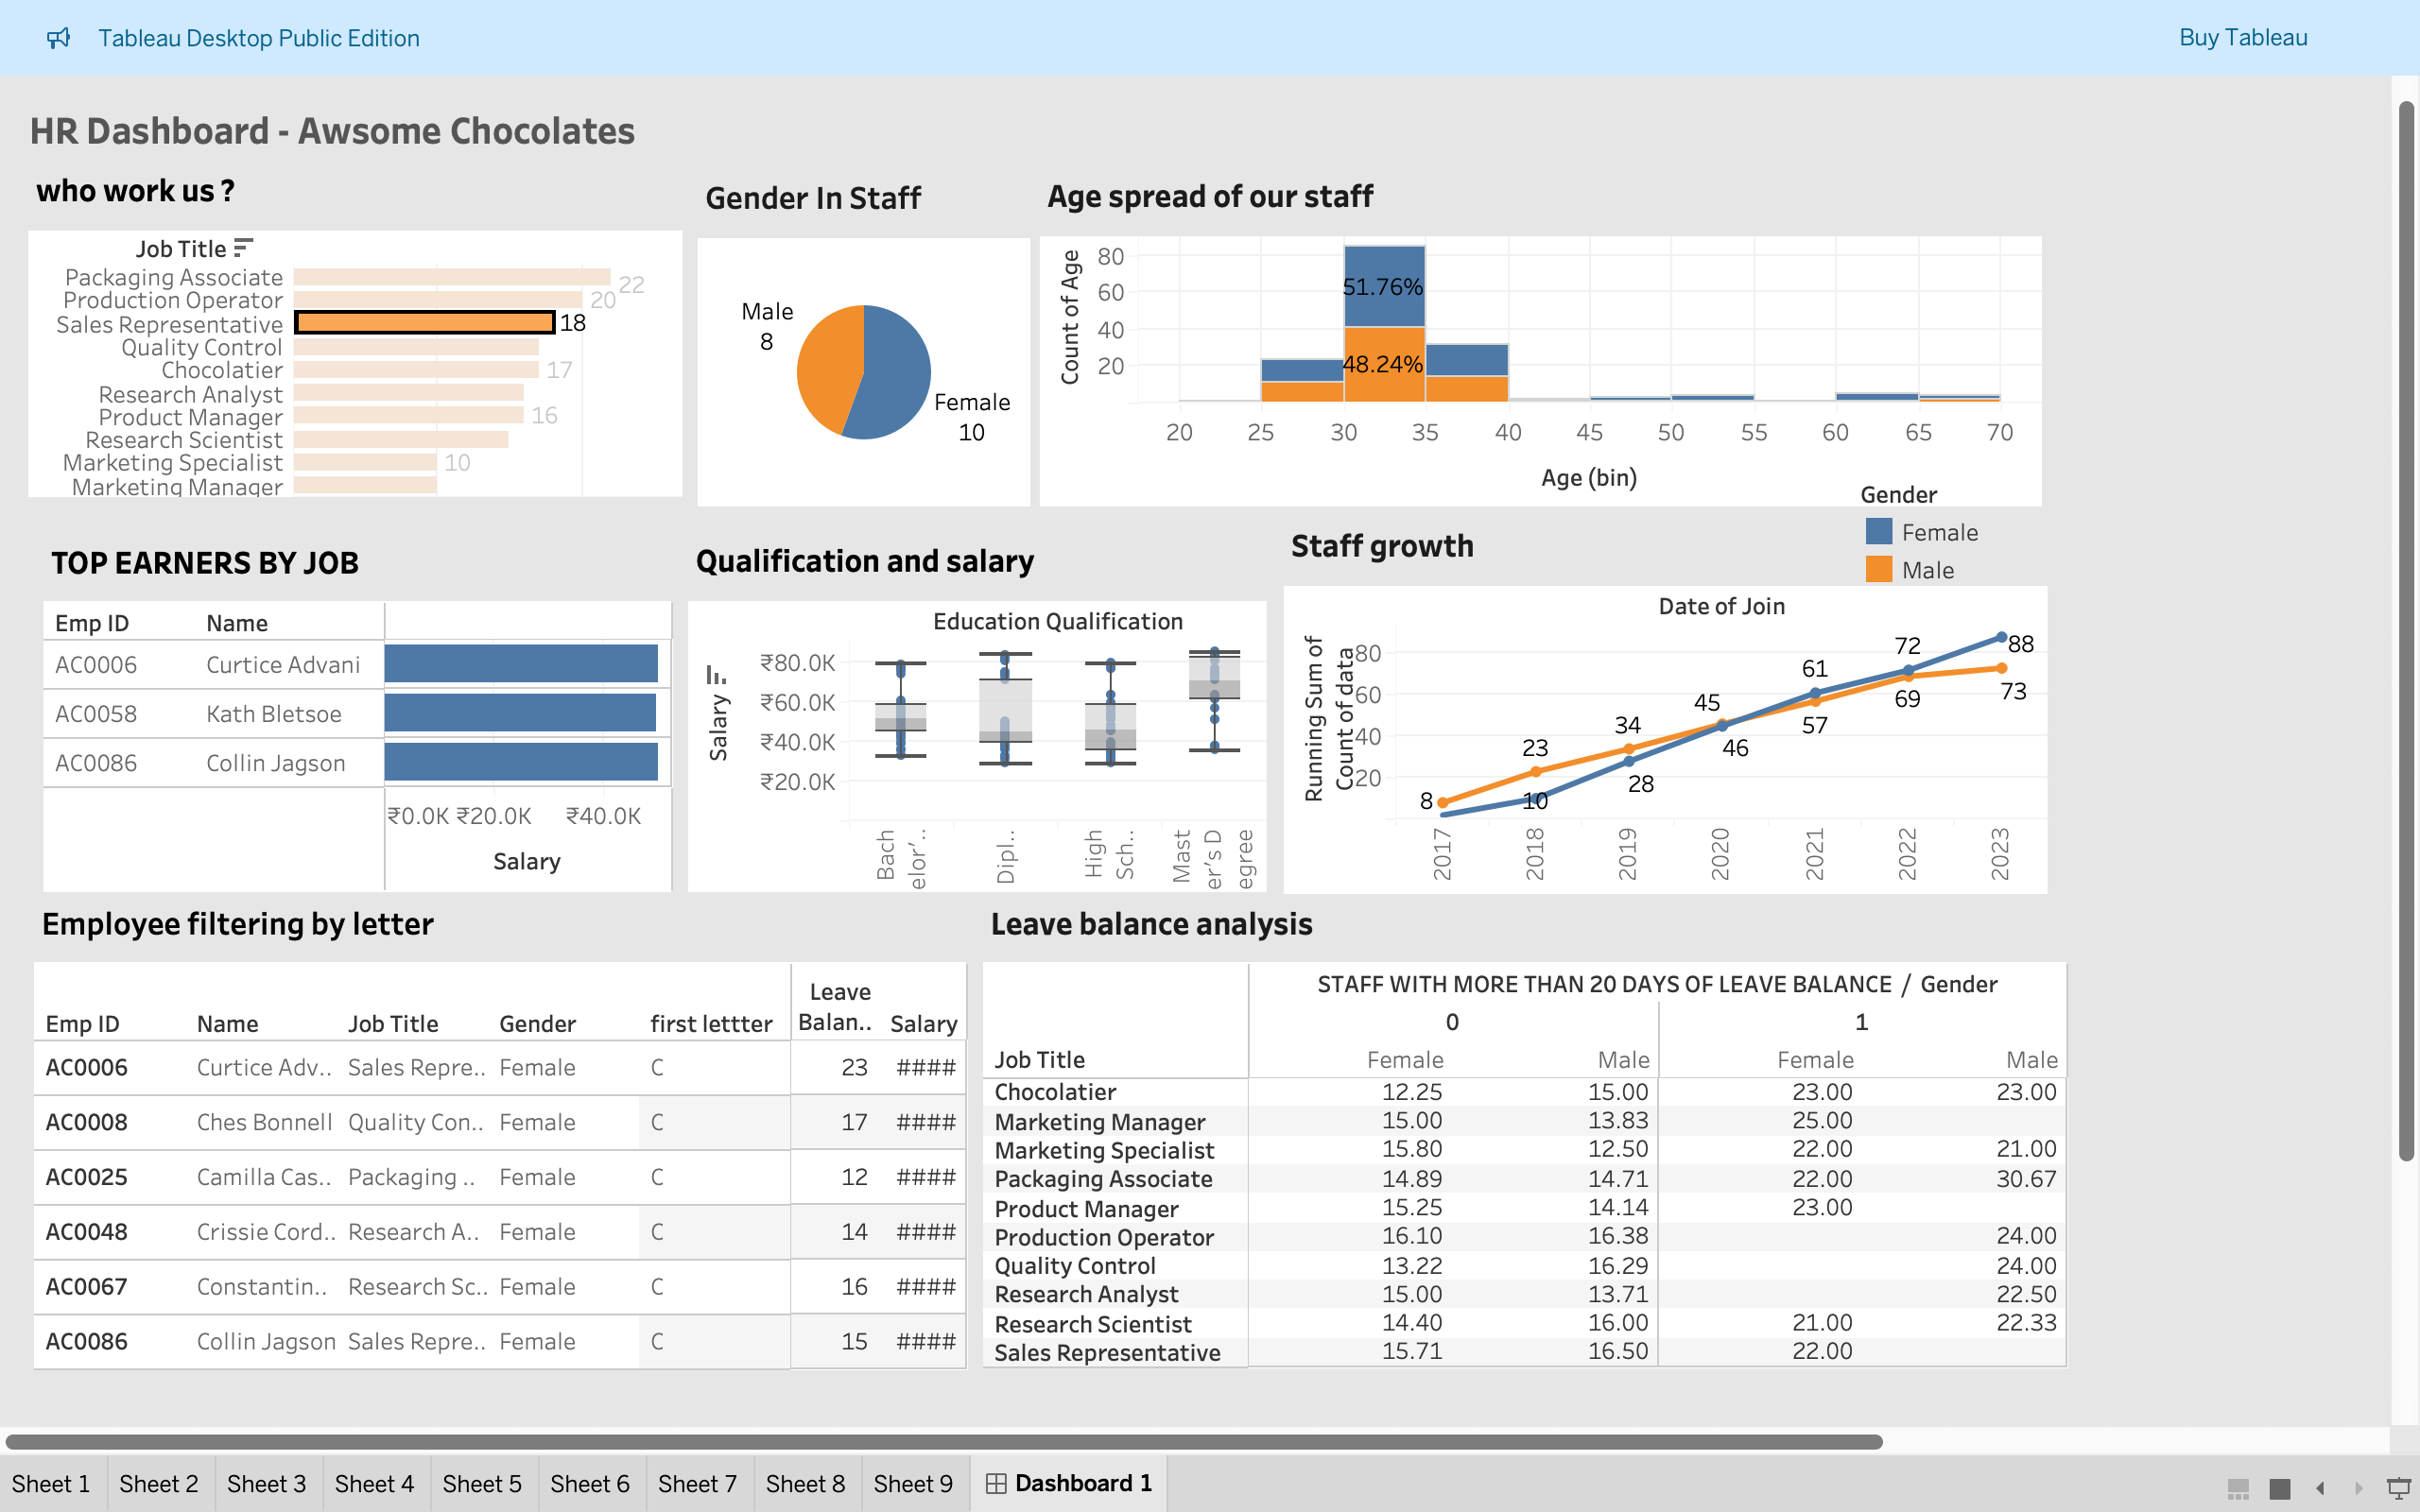 Tableau Desktop Public Edition
Buy Tableau
HR Dashboard - Awsome Chocolates
who work us ?
Job Title
Packaging Associate 22
Production Operator 20
Sales Representative 18
Quality Control
Chocolatier 17
Research Analyst
Product Manager 16
Research Scientist
Marketing Specialist 10
Marketing Manager
Gender In Staff
Male
8
Female
10
Age spread of our staff
Count of Age
80
60
40
20
51.76%
48.24%
20 25 30 35 40 45 50 55 60 65 70
Age (bin)
Gender
Female
Male
TOP EARNERS BY JOB
Emp ID Name
AC0006 Curtice Advani
AC0058 Kath Bletsoe
AC0086 Collin Jagson
₹0.0K ₹20.0K ₹40.0K
Salary
Qualification and salary
Education Qualification
Salary
₹80.0K
₹60.0K
₹40.0K
₹20.0K
Bach
elor'..
Dipl..
High
Sch..
Mast
er's D
egree
Staff growth
Date of Join
Running Sum of
Count of data
80
60
40
20
8
10
23
34
28
45
46
61
57
72
69
88
73
2017 2018 2019 2020 2021 2022 2023
Employee filtering by letter
Leave
Emp ID Name Job Title Gender first lettter Balan.. Salary
AC0006 Curtice Adv.. Sales Repre.. Female C 23 ####
AC0008 Ches Bonnell Quality Con.. Female C 17 ####
AC0025 Camilla Cas.. Packaging .. Female C 12 ####
AC0048 Crissie Cord.. Research A.. Female C 14 ####
AC0067 Constantin.. Research Sc.. Female C 16 ####
AC0086 Collin Jagson Sales Repre.. Female C 15 ####
Leave balance analysis
STAFF WITH MORE THAN 20 DAYS OF LEAVE BALANCE / Gender
0 1
Job Title Female Male Female Male
Chocolatier 12.25 15.00 23.00 23.00
Marketing Manager 15.00 13.83 25.00
Marketing Specialist 15.80 12.50 22.00 21.00
Packaging Associate 14.89 14.71 22.00 30.67
Product Manager 15.25 14.14 23.00
Production Operator 16.10 16.38 24.00
Quality Control 13.22 16.29 24.00
Research Analyst 15.00 13.71 22.50
Research Scientist 14.40 16.00 21.00 22.33
Sales Representative 15.71 16.50 22.00
Sheet 1 Sheet 2 Sheet 3 Sheet 4 Sheet 5 Sheet 6 Sheet 7 Sheet 8 Sheet 9 Dashboard 1